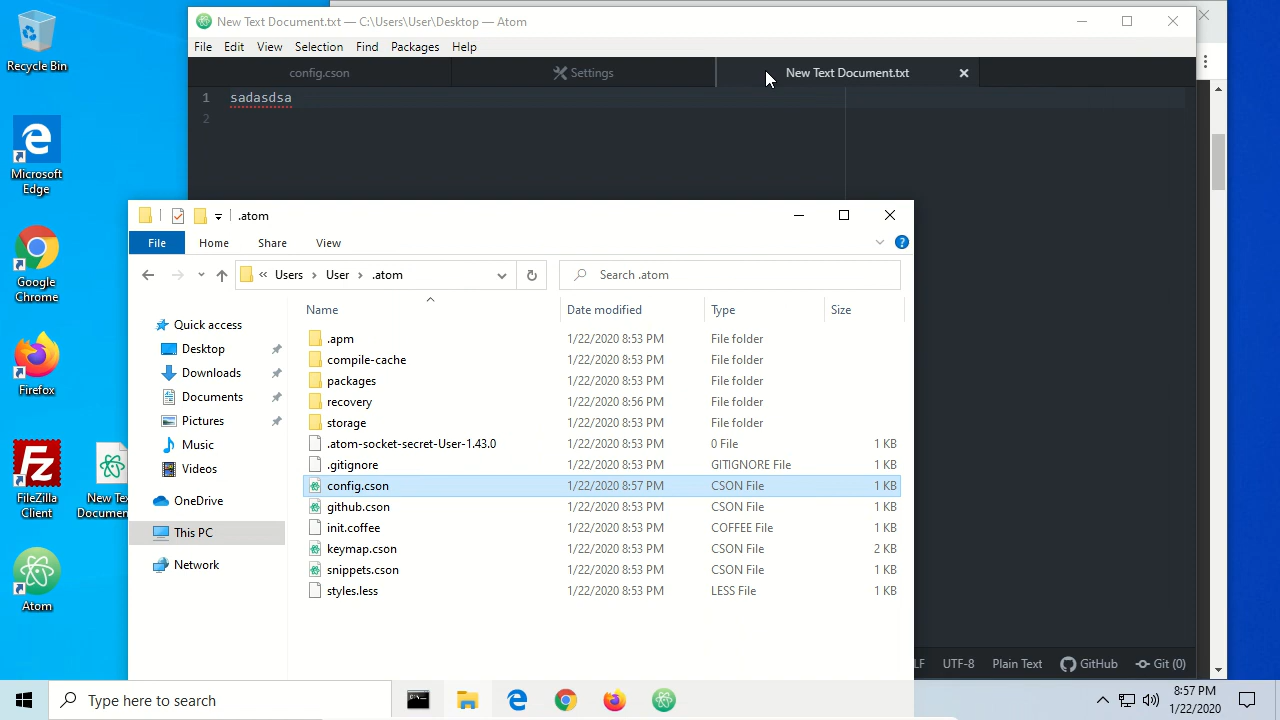 Recycle Bin
Microsoft
Edge
Google
Chrome
Firefox
FileZilla
Client
New Te
Documen
Atom
New Text Document.txt — C:\Users\User\Desktop — Atom
File Edit View Selection Find Packages Help
config.cson Settings New Text Document.txt
1 sadasdsa
2
.atom
File Home Share View
« Users > User > .atom Search .atom
Name Date modified Type Size
Quick access
Desktop
Downloads
Documents
Pictures
Music
Videos
OneDrive
This PC
Network
.apm 1/22/2020 8:53 PM File folder
compile-cache 1/22/2020 8:53 PM File folder
packages 1/22/2020 8:53 PM File folder
recovery 1/22/2020 8:56 PM File folder
storage 1/22/2020 8:53 PM File folder
.atom-socket-secret-User-1.43.0 1/22/2020 8:53 PM 0 File 1 KB
.gitignore 1/22/2020 8:53 PM GITIGNORE File 1 KB
config.cson 1/22/2020 8:57 PM CSON File 1 KB
github.cson 1/22/2020 8:53 PM CSON File 1 KB
init.coffee 1/22/2020 8:53 PM COFFEE File 1 KB
keymap.cson 1/22/2020 8:53 PM CSON File 2 KB
snippets.cson 1/22/2020 8:53 PM CSON File 1 KB
styles.less 1/22/2020 8:53 PM LESS File 1 KB
LF UTF-8 Plain Text GitHub Git (0)
Type here to search
8:57 PM
1/22/2020